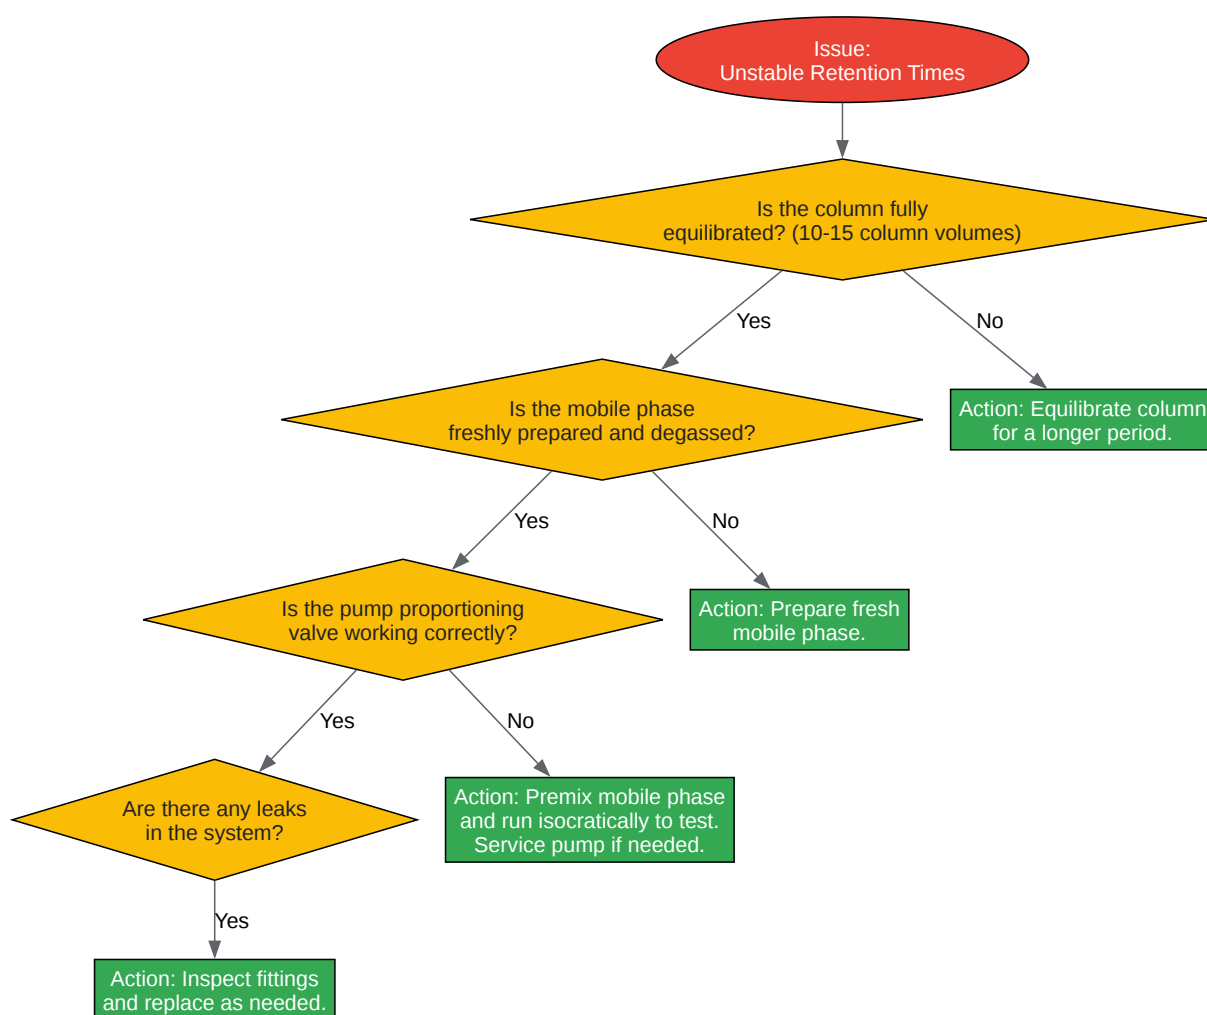 Issue:
Unstable Retention Times
Is the column fully
equilibrated? (10-15 column volumes)
Yes
No
Is the mobile phase
freshly prepared and degassed?
Action: Equilibrate column
for a longer period.
Yes
No
Is the pump proportioning
valve working correctly?
Action: Prepare fresh
mobile phase.
Yes
No
Are there any leaks
in the system?
Action: Premix mobile phase
and run isocratically to test.
Service pump if needed.
Yes
Action: Inspect fittings
and replace as needed.